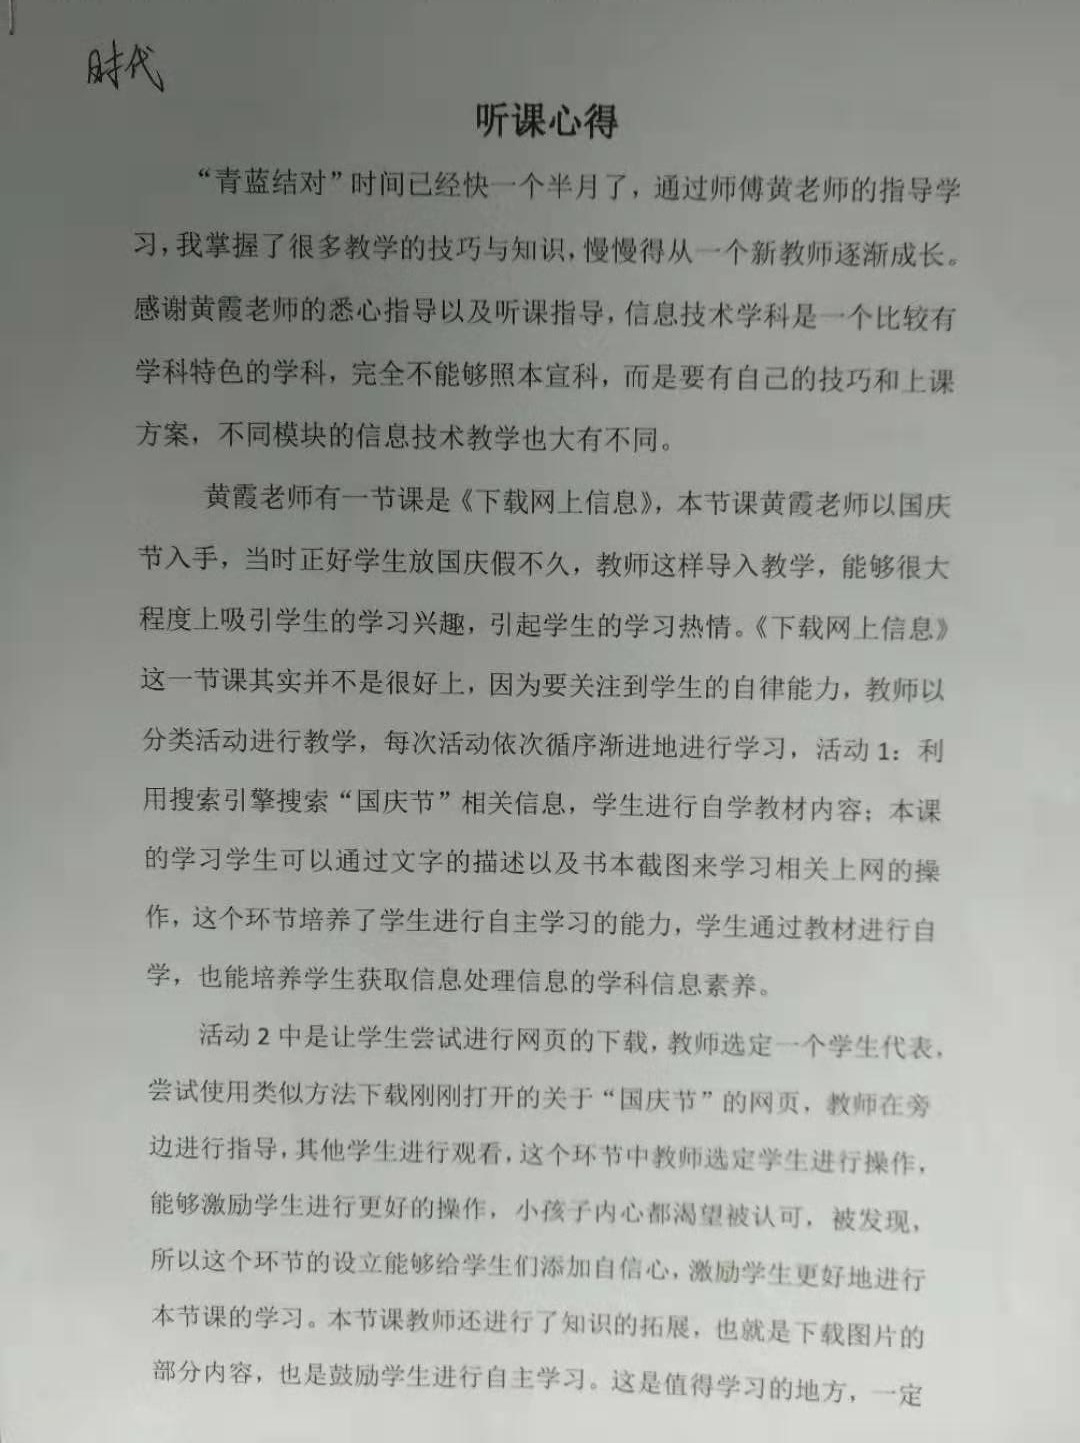 时代
听课心得
“青蓝结对”时间已经快一个半月了，通过师傅黄老师的指导学
习，我掌握了很多教学的技巧与知识，慢慢得从一个新教师逐渐成长。
感谢黄霞老师的悉心指导以及听课指导，信息技术学科是一个比较有
学科特色的学科，完全不能够照本宣科，而是要有自己的技巧和上课
方案，不同模块的信息技术教学也大有不同。
黄霞老师有一节课是《下载网上信息》，本节课黄霞老师以国庆
节入手，当时正好学生放国庆假不久，教师这样导入教学，能够很大
程度上吸引学生的学习兴趣，引起学生的学习热情。《下载网上信息》
这一节课其实并不是很好上，因为要关注到学生的自律能力，教师以
分类活动进行教学，每次活动依次循序渐进地进行学习，活动 1：利
用搜索引擎搜索“国庆节”相关信息，学生进行自学教材内容；本课
的学习学生可以通过文字的描述以及书本截图来学习相关上网的操
作，这个环节培养了学生进行自主学习的能力，学生通过教材进行自
学，也能培养学生获取信息处理信息的学科信息素养。
活动 2 中是让学生尝试进行网页的下载，教师选定一个学生代表，
尝试使用类似方法下载刚刚打开的关于“国庆节”的网页，教师在旁
边进行指导，其他学生进行观看，这个环节中教师选定学生进行操作，
能够激励学生进行更好的操作，小孩子内心都渴望被认可，被发现，
所以这个环节的设立能够给学生们添加自信心，激励学生更好地进行
本节课的学习。本节课教师还进行了知识的拓展，也就是下载图片的
部分内容，也是鼓励学生进行自主学习。这是值得学习的地方，一定